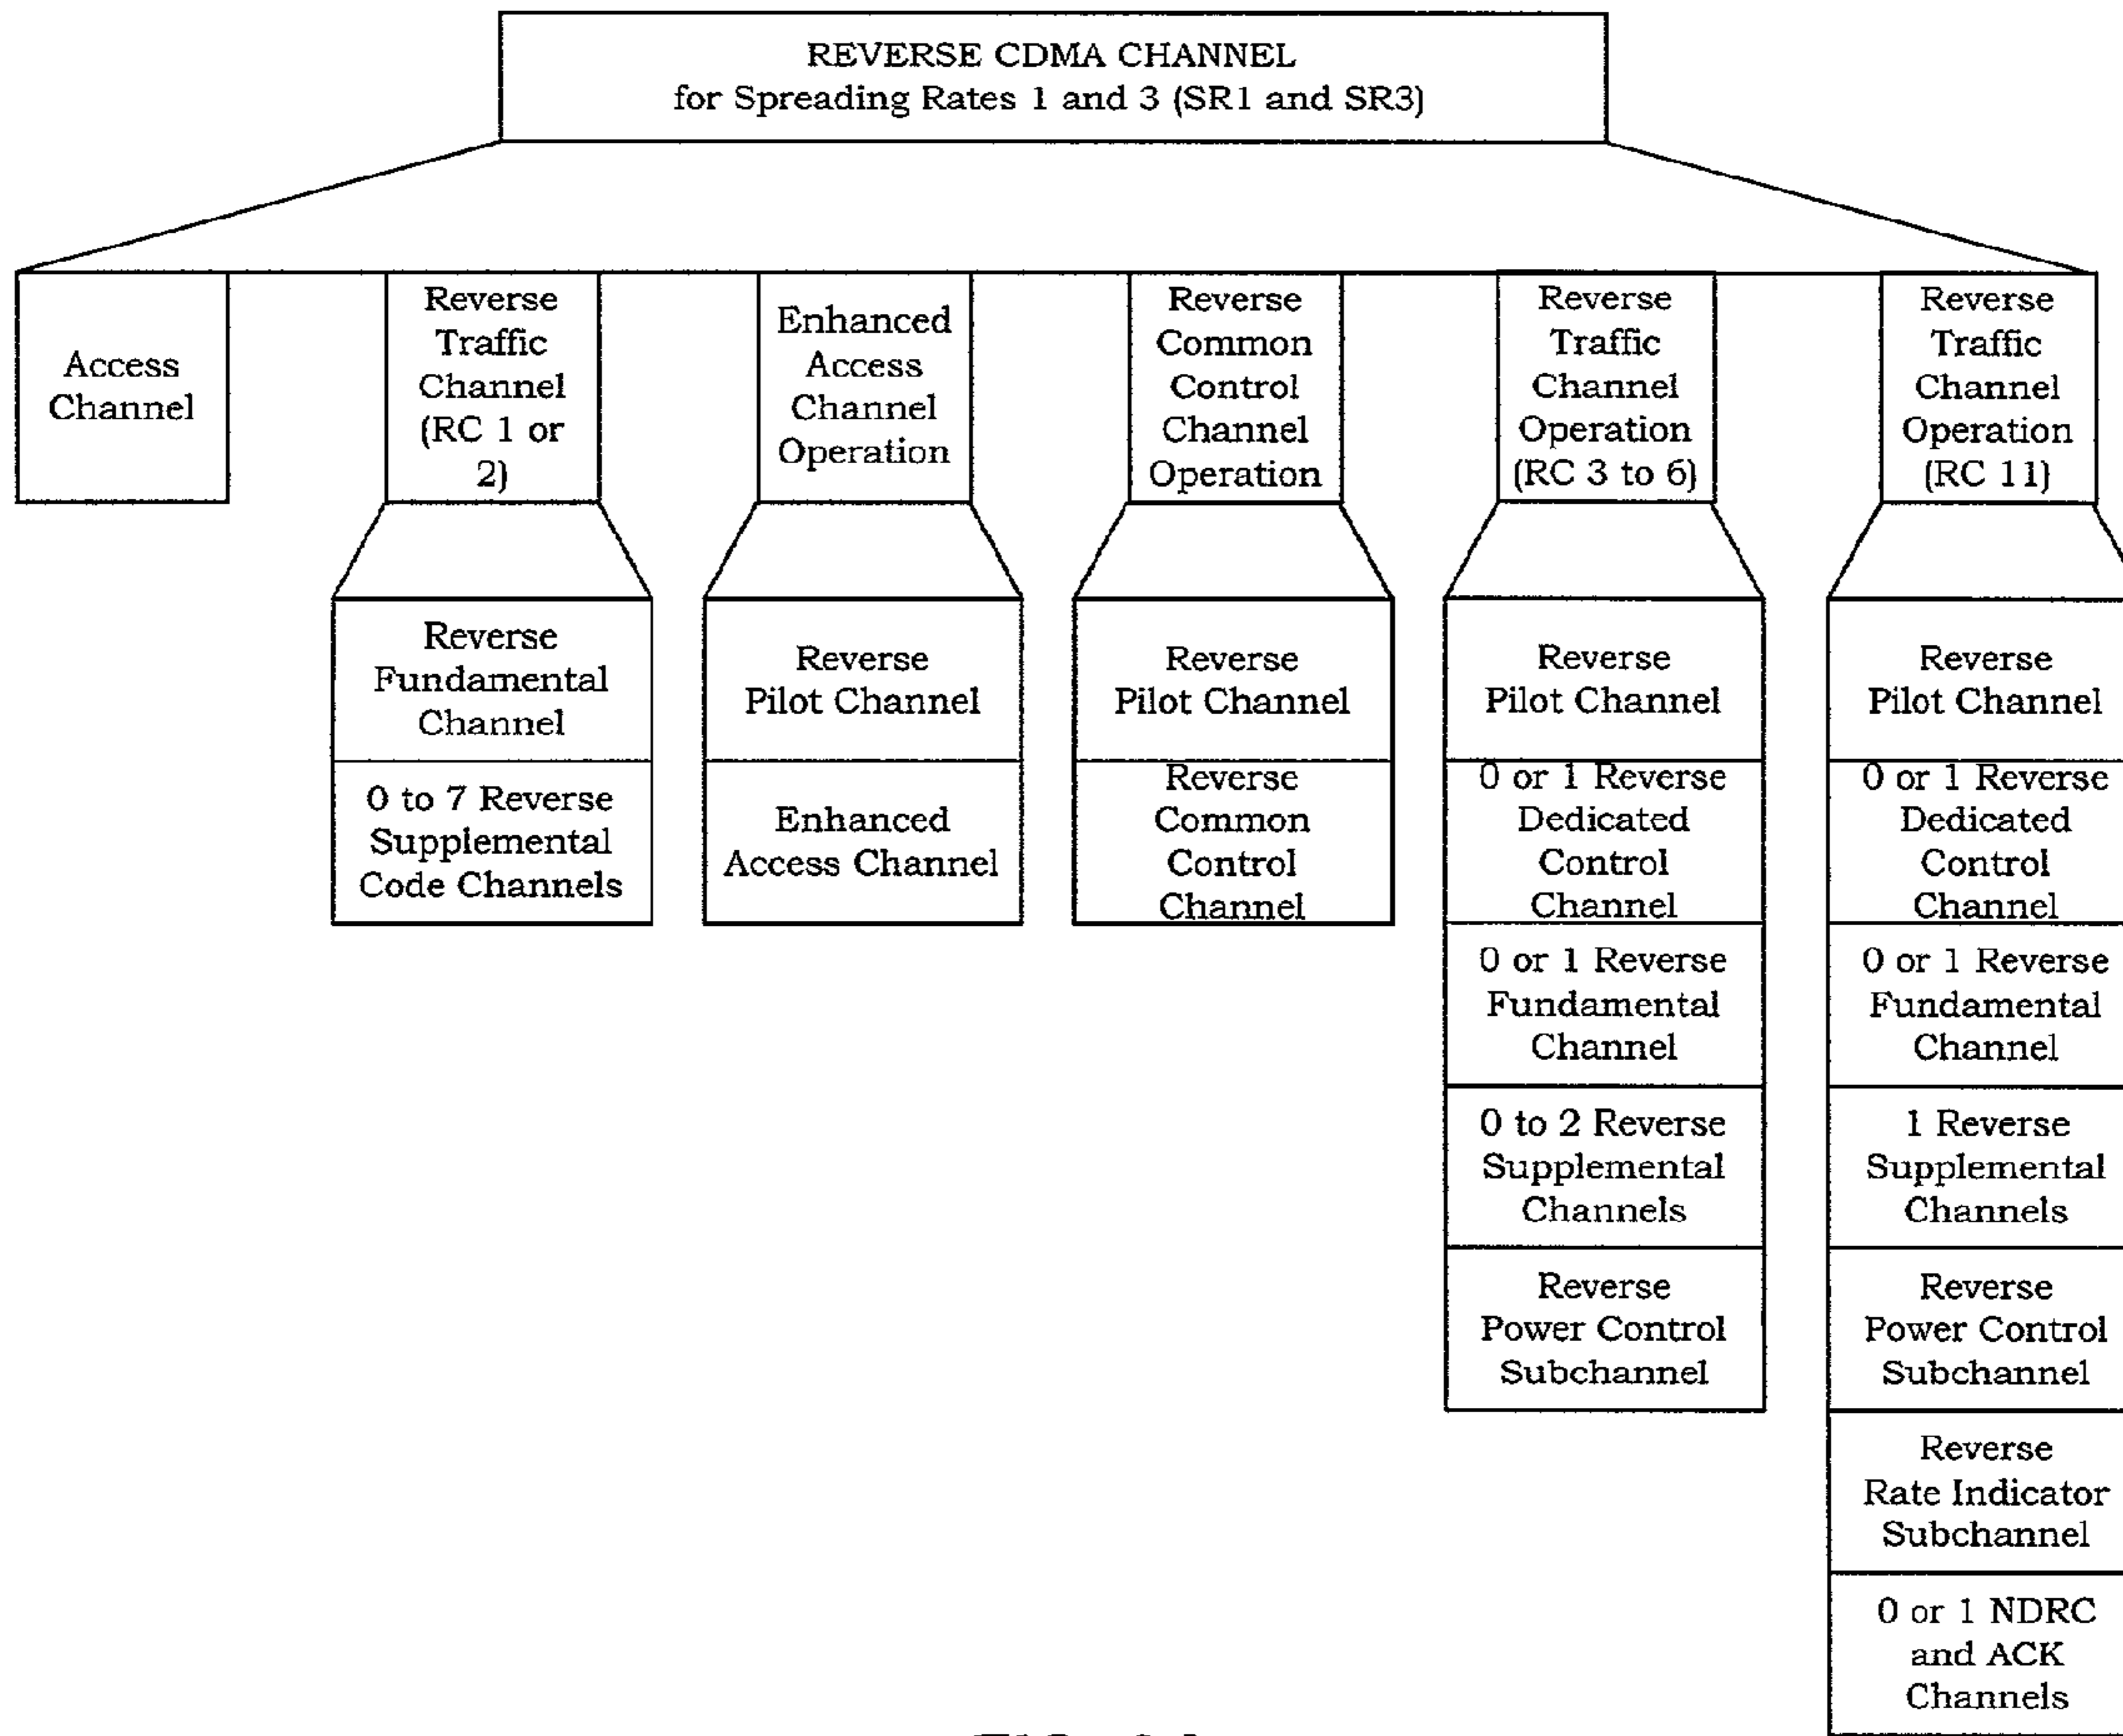 REVERSE CDMA CHANNEL
for Spreading Rates 1 and 3 (SR1 and SR3)
Access
Channel
Reverse
Traffic
Channel
(RC 1 or
2)
Enhanced
Access
Channel
Operation
Reverse
Common
Control
Channel
Operation
Reverse
Traffic
Channel
Operation
(RC 3 to 6)
Reverse
Traffic
Channel
Operation
(RC 11)
Reverse
Fundamental
Channel
0 to 7 Reverse
Supplemental
Code Channels
Reverse
Pilot Channel
Enhanced
Access Channel
Reverse
Pilot Channel
Reverse
Common
Control
Channel
Reverse
Pilot Channel
0 or 1 Reverse
Dedicated
Control
Channel
0 or 1 Reverse
Fundamental
Channel
0 to 2 Reverse
Supplemental
Channels
Reverse
Power Control
Subchannel
Reverse
Pilot Channel
0 or 1 Reverse
Dedicated
Control
Channel
0 or 1 Reverse
Fundamental
Channel
1 Reverse
Supplemental
Channels
Reverse
Power Control
Subchannel
Reverse
Rate Indicator
Subchannel
0 or 1 NDRC
and ACK
Channels